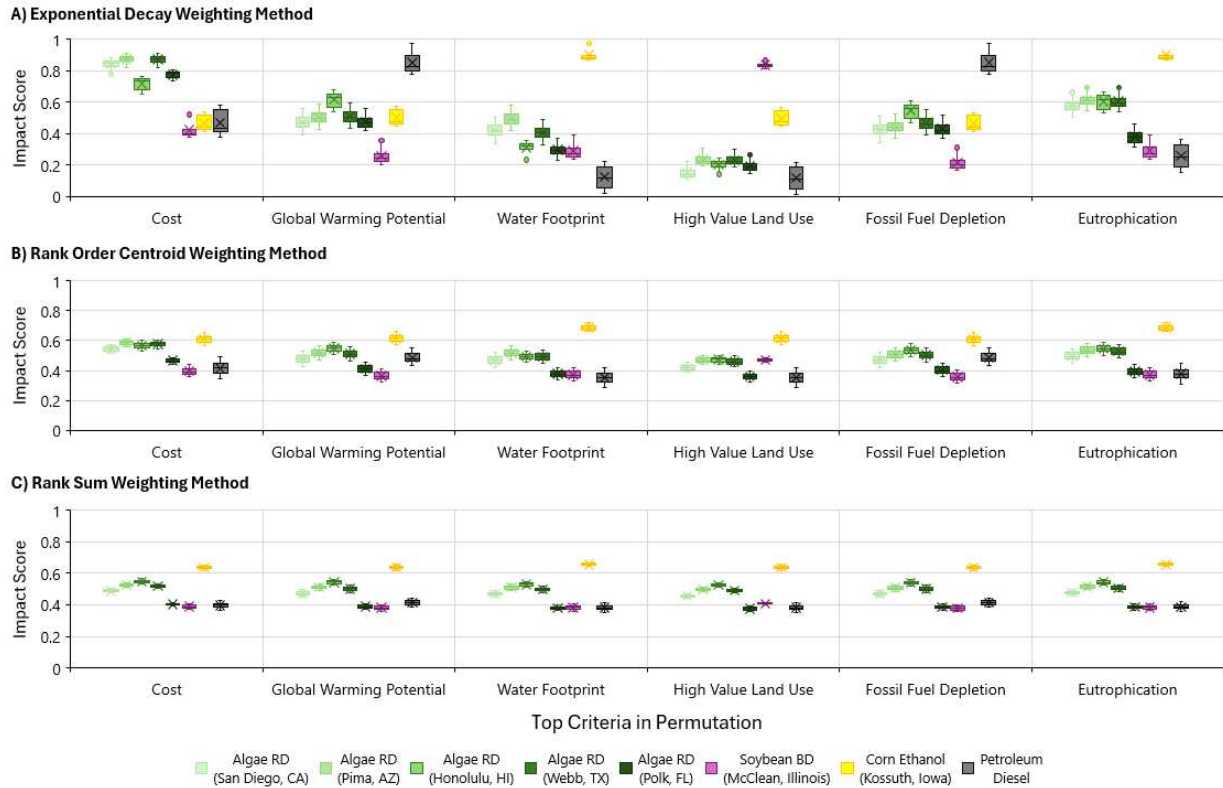 A) Exponential Decay Weighting Method
1
0.8
0.6
0.4
0.2
0
Impact Score
Cost
Global Warming Potential
Water Footprint
High Value Land Use
Fossil Fuel Depletion
Eutrophication
B) Rank Order Centroid Weighting Method
1
0.8
0.6
0.4
0.2
0
Impact Score
Cost
Global Warming Potential
Water Footprint
High Value Land Use
Fossil Fuel Depletion
Eutrophication
C) Rank Sum Weighting Method
1
0.8
0.6
0.4
0.2
0
Impact Score
Cost
Global Warming Potential
Water Footprint
High Value Land Use
Fossil Fuel Depletion
Eutrophication
Top Criteria in Permutation
Algae RD
(San Diego, CA)
Algae RD
(Pima, AZ)
Algae RD
(Honolulu, HI)
Algae RD
(Webb, TX)
Algae RD
(Polk, FL)
Soybean BD
(McClean, Illinois)
Corn Ethanol
(Kossuth, Iowa)
Petroleum
Diesel